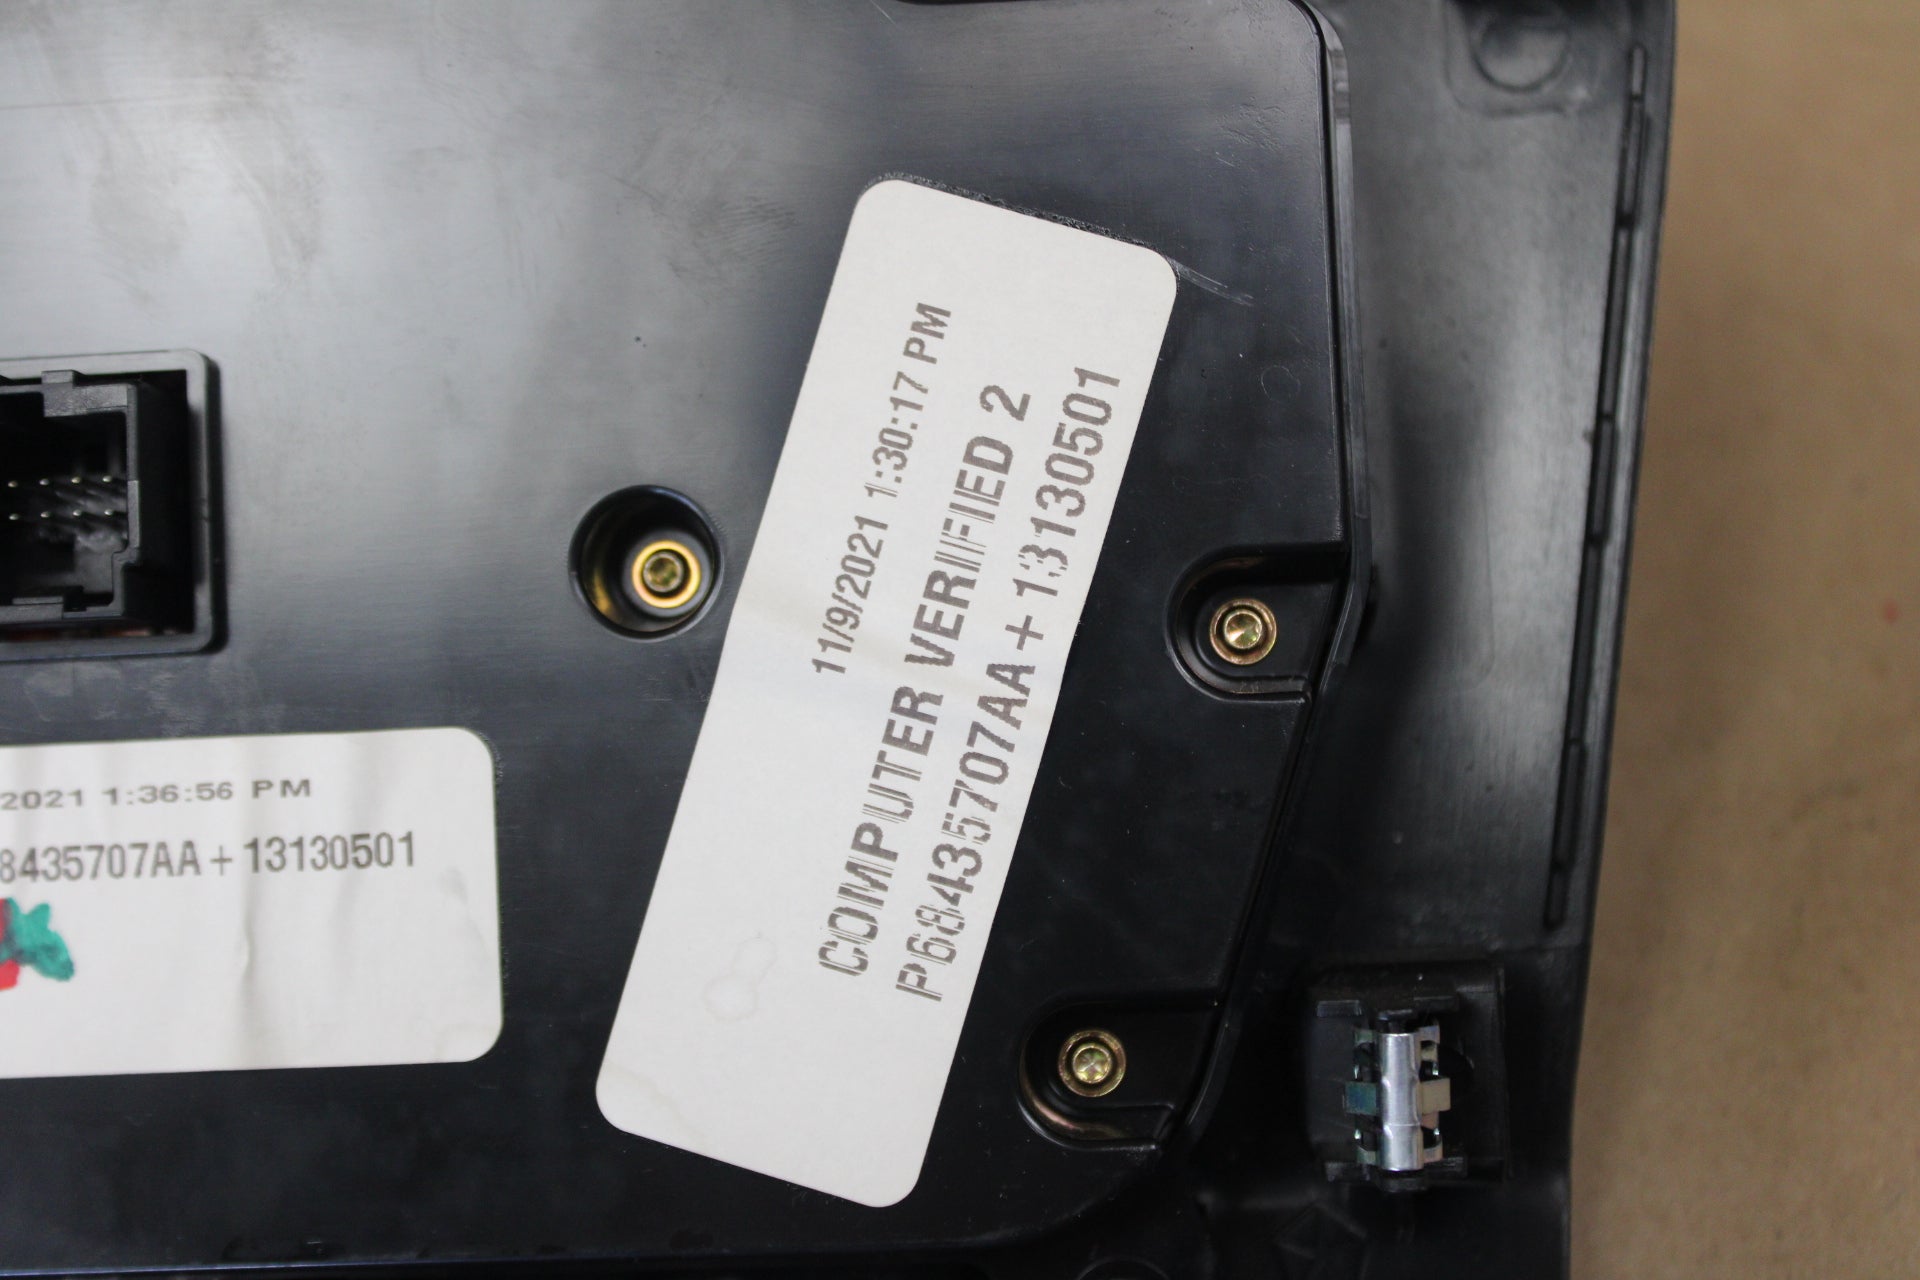 11/9/2021 1:30:17 PM
COMPUTER VERIFIED 2
P68435707AA+13130501
2021 1:36:56 PM
8435707AA+13130501